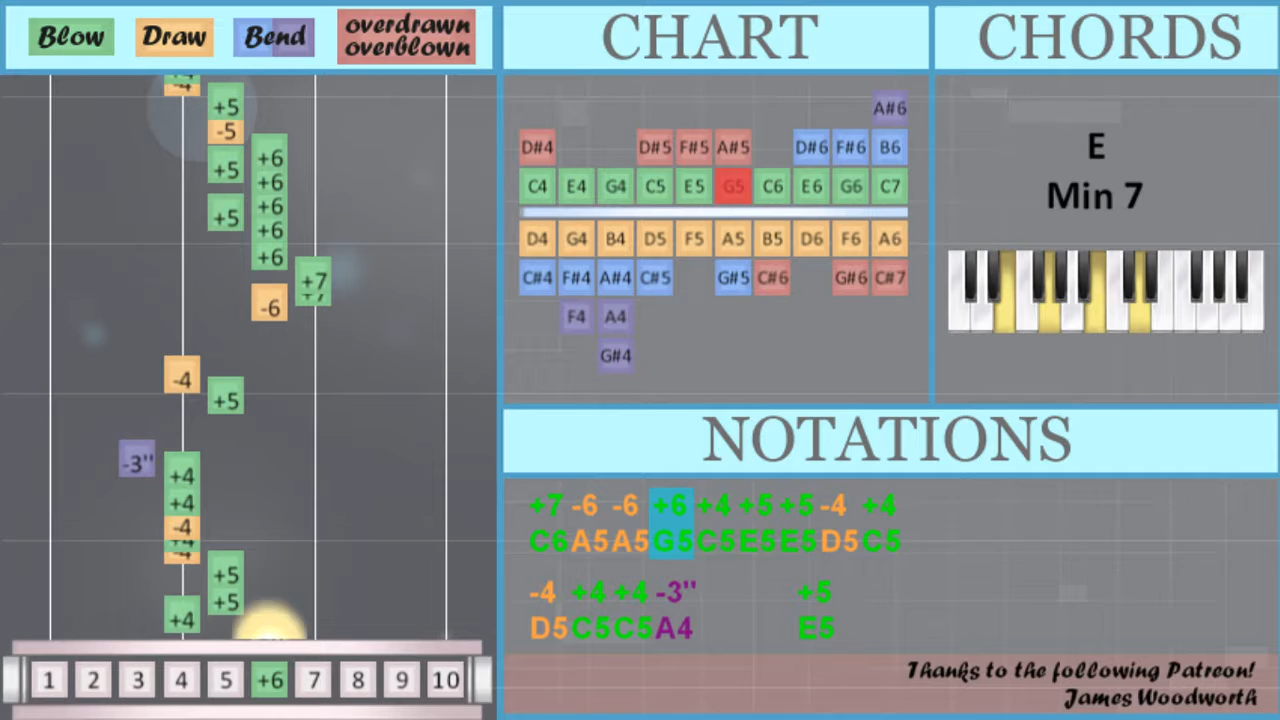 Blow Draw Bend overdrawn
overblown
CHART
CHORDS
-4
+5
-5
+6
+5
+6
+6
+5
+6
+6
+7
-6
-4
+5
-3''
+4
+4
-4
-4
+5
+5
+4
1 2 3 4 5 +6 7 8 9 10
A#6
D#4 D#5 F#5 A#5 D#6 F#6 B6
C4 E4 G4 C5 E5 G5 C6 E6 G6 C7
D4 G4 B4 D5 F5 A5 B5 D6 F6 A6
C#4 F#4 A#4 C#5 G#5 C#6 G#6 C#7
F4 A4
G#4
E
Min 7
NOTATIONS
+7 -6 -6 +6 +4 +5 +5 -4 +4
C6 A5 A5 G5 C5 E5 E5 D5 C5
-4 +4 +4 -3'' +5
D5 C5 C5 A4 E5
Thanks to the following Patreon!
James Woodworth